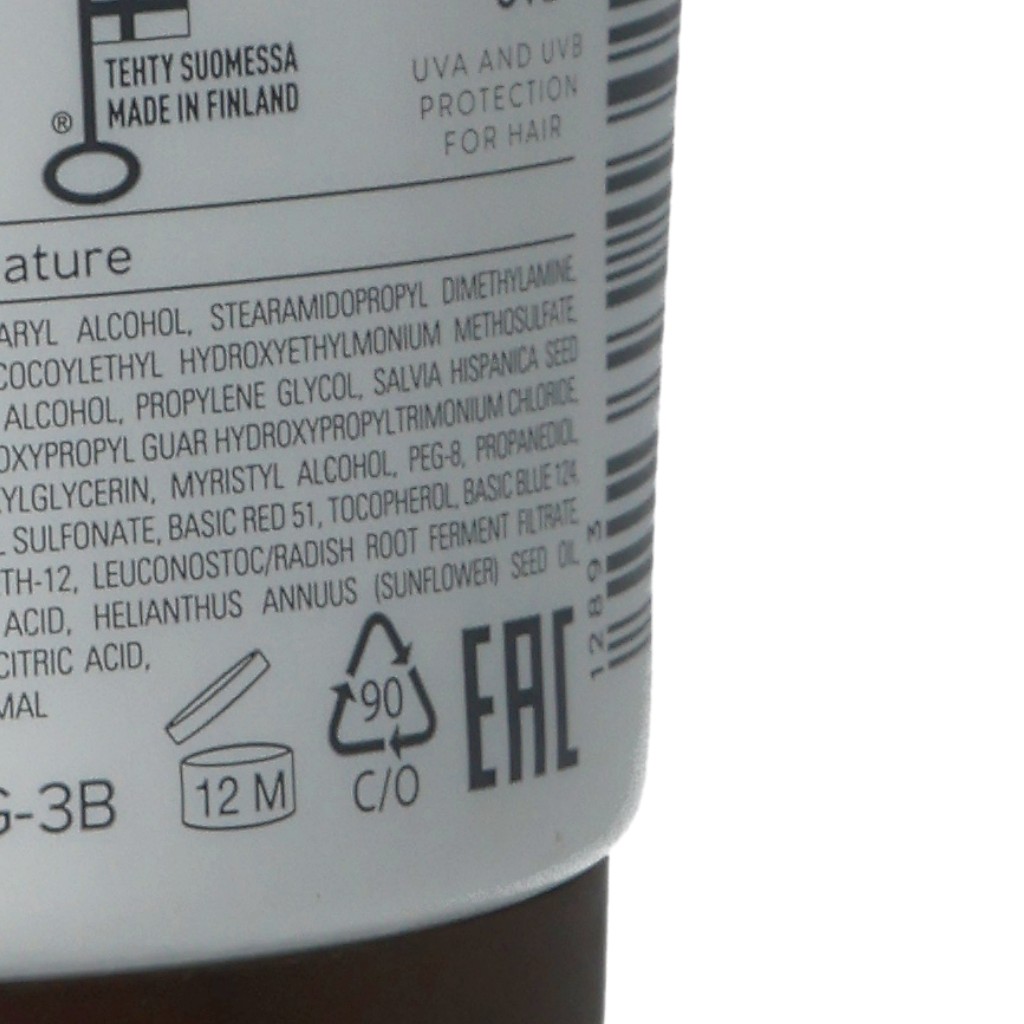 TEHTY SUOMESSA
MADE IN FINLAND
®
UVA AND UVB
PROTECTION
FOR HAIR
ature
ARYL ALCOHOL, STEARAMIDOPROPYL DIMETHYLAMINE,
COCOYLETHYL HYDROXYETHYLMONIUM METHOSULFATE,
ALCOHOL, PROPYLENE GLYCOL, SALVIA HISPANICA SEED
OXYPROPYL GUAR HYDROXYPROPYLTRIMONIUM CHLORIDE,
YLGLYCERIN, MYRISTYL ALCOHOL, PEG-8, PROPANEDIOL,
L SULFONATE, BASIC RED 51, TOCOPHEROL, BASIC BLUE 124,
TH-12, LEUCONOSTOC/RADISH ROOT FERMENT FILTRATE,
ACID, HELIANTHUS ANNUUS (SUNFLOWER) SEED OIL,
CITRIC ACID,
MAL
G-3B
12 M
90
C/O
EAC
12893